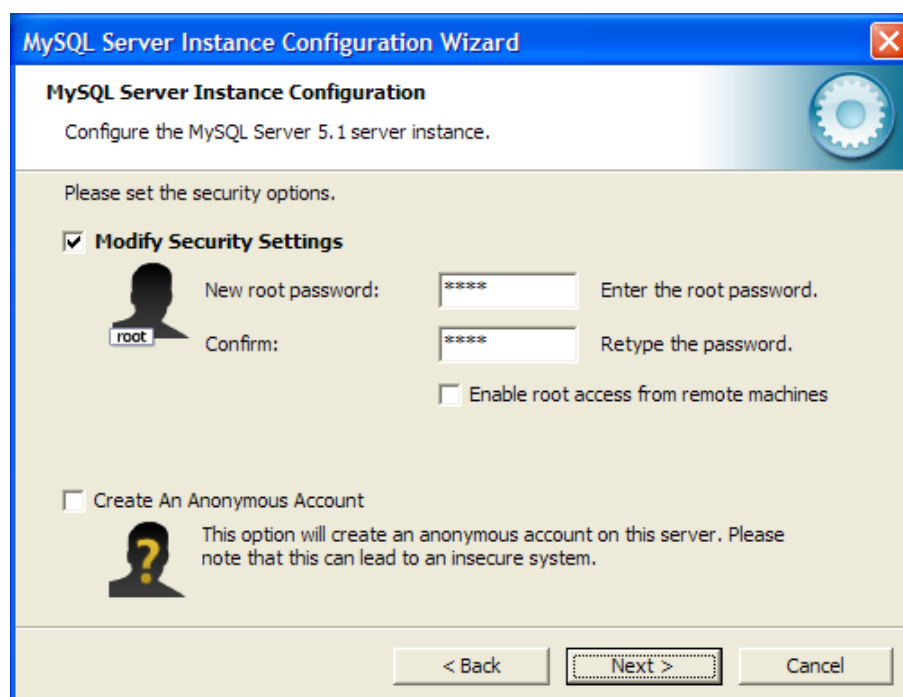 MySQL Server Instance Configuration Wizard
MySQL Server Instance Configuration
Configure the MySQL Server 5.1 server instance.
Please set the security options.
Modify Security Settings
root
New root password: **** Enter the root password.
Confirm: **** Retype the password.
Enable root access from remote machines
Create An Anonymous Account
?
This option will create an anonymous account on this server. Please
note that this can lead to an insecure system.
< Back Next > Cancel